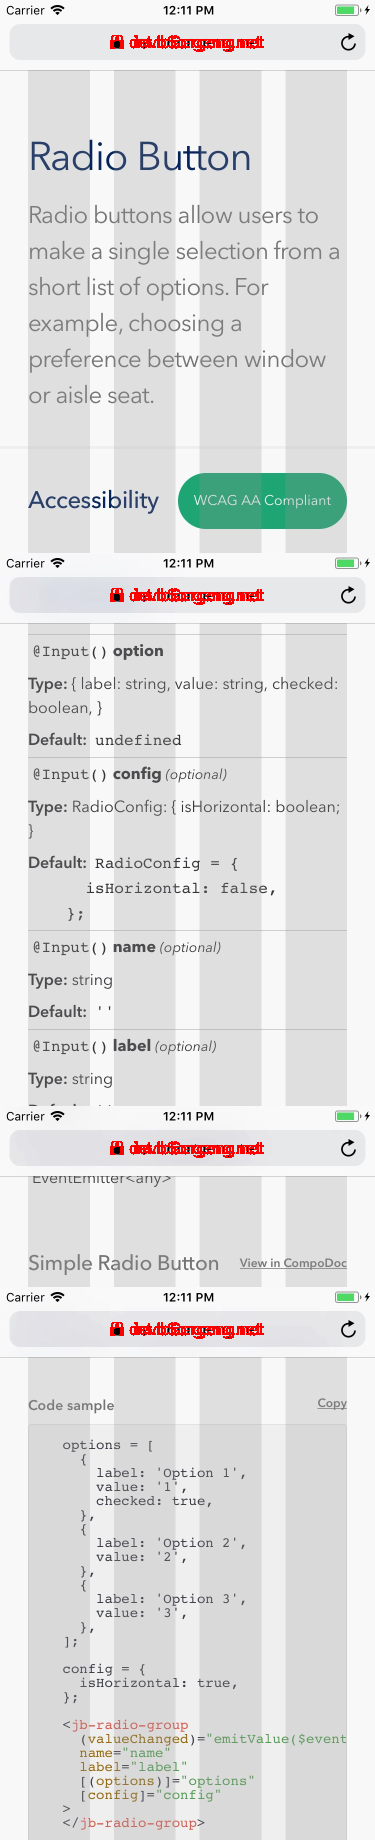 Carrier 12:11 PM
Radio Button
Radio buttons allow users to
make a single selection from a
short list of options. For
example, choosing a
preference between window
or aisle seat.
Accessibility WCAG AA Compliant
Carrier 12:11 PM
@Input() option
Type: { label: string, value: string, checked:
boolean, }
Default: undefined
@Input() config (optional)
Type: RadioConfig: { isHorizontal: boolean;
}
Default: RadioConfig = {
isHorizontal: false,
};
@Input() name (optional)
Type: string
Default: ''
@Input() label (optional)
Type: string
Carrier 12:11 PM
EventEmitter<any>
Simple Radio Button View in CompoDoc
Carrier 12:11 PM
Code sample Copy
options = [
{
label: 'Option 1',
value: '1',
checked: true,
},
{
label: 'Option 2',
value: '2',
},
{
label: 'Option 3',
value: '3',
},
];
config = {
isHorizontal: true,
};
<jb-radio-group
(valueChanged)="emitValue($event
name="name"
label="label"
[(options)]="options"
[config]="config"
>
</jb-radio-group>